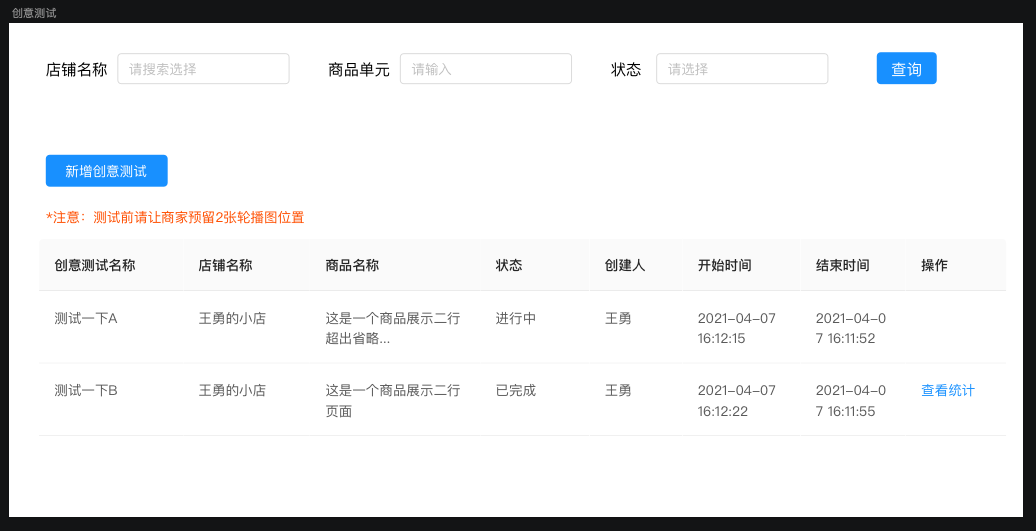 创意测试
店铺名称 请搜索选择 商品单元 请输入 状态 请选择 查询
新增创意测试
*注意：测试前请让商家预留2张轮播图位置
创意测试名称 店铺名称 商品名称 状态 创建人 开始时间 结束时间 操作
测试一下A 王勇的小店 这是一个商品展示二行 进行中 王勇 2021-04-07 2021-04-0
超出省略... 16:12:15 7 16:11:52
测试一下B 王勇的小店 这是一个商品展示二行 已完成 王勇 2021-04-07 2021-04-0 查看统计
页面 16:12:22 7 16:11:55